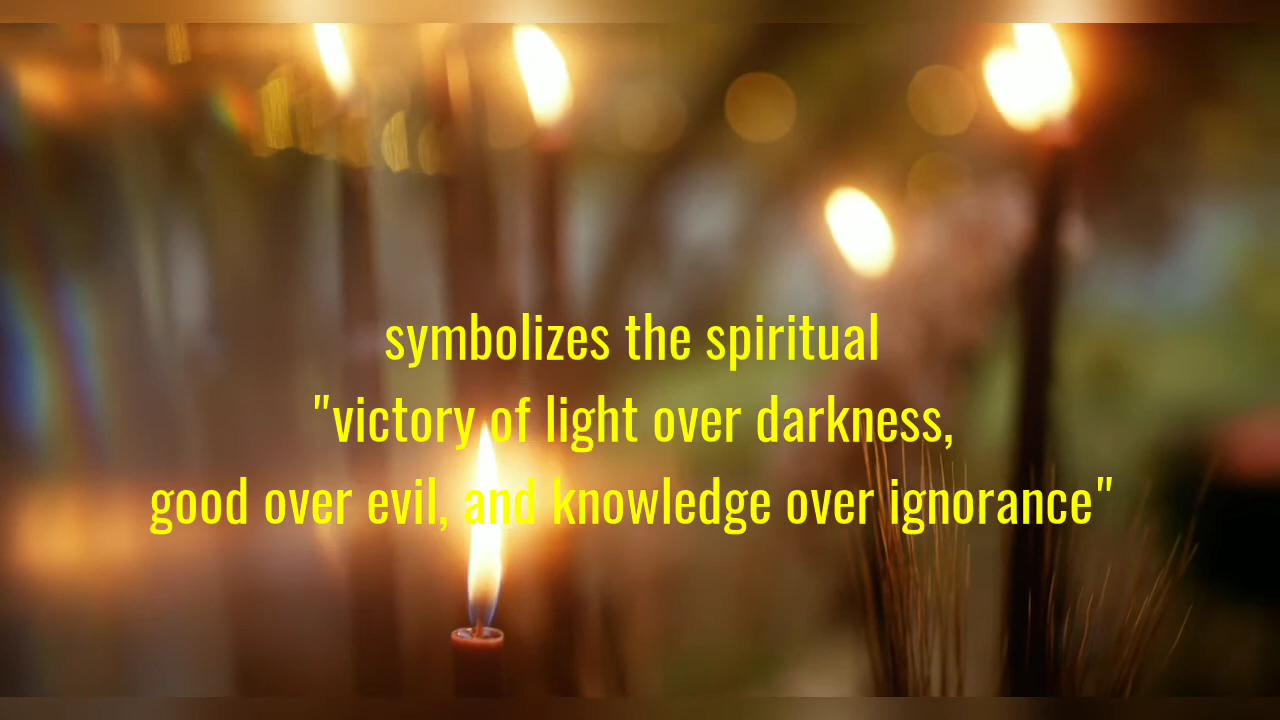 symbolizes the spiritual
"victory of light over darkness,
good over evil, and knowledge over ignorance"